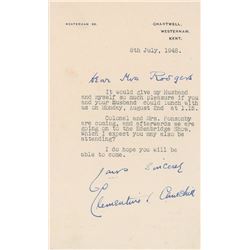 WESTERHAM 93.
CHARTWELL,
WESTERHAM,
KENT.
8th July, 1948.
Dear Mrs Rodgers
It would give my Husband
and myself so much pleasure if you
and your Husband could lunch with
us on Monday, August 2nd at 1.15.
Colonel and Mrs. Ponsonby
are coming, and afterwards we are
going on to the Edenbridge Show,
which I expect you may also be
attending?
I do hope you will
be able to come.
Yours Sincerely
Clementine S. Churchill